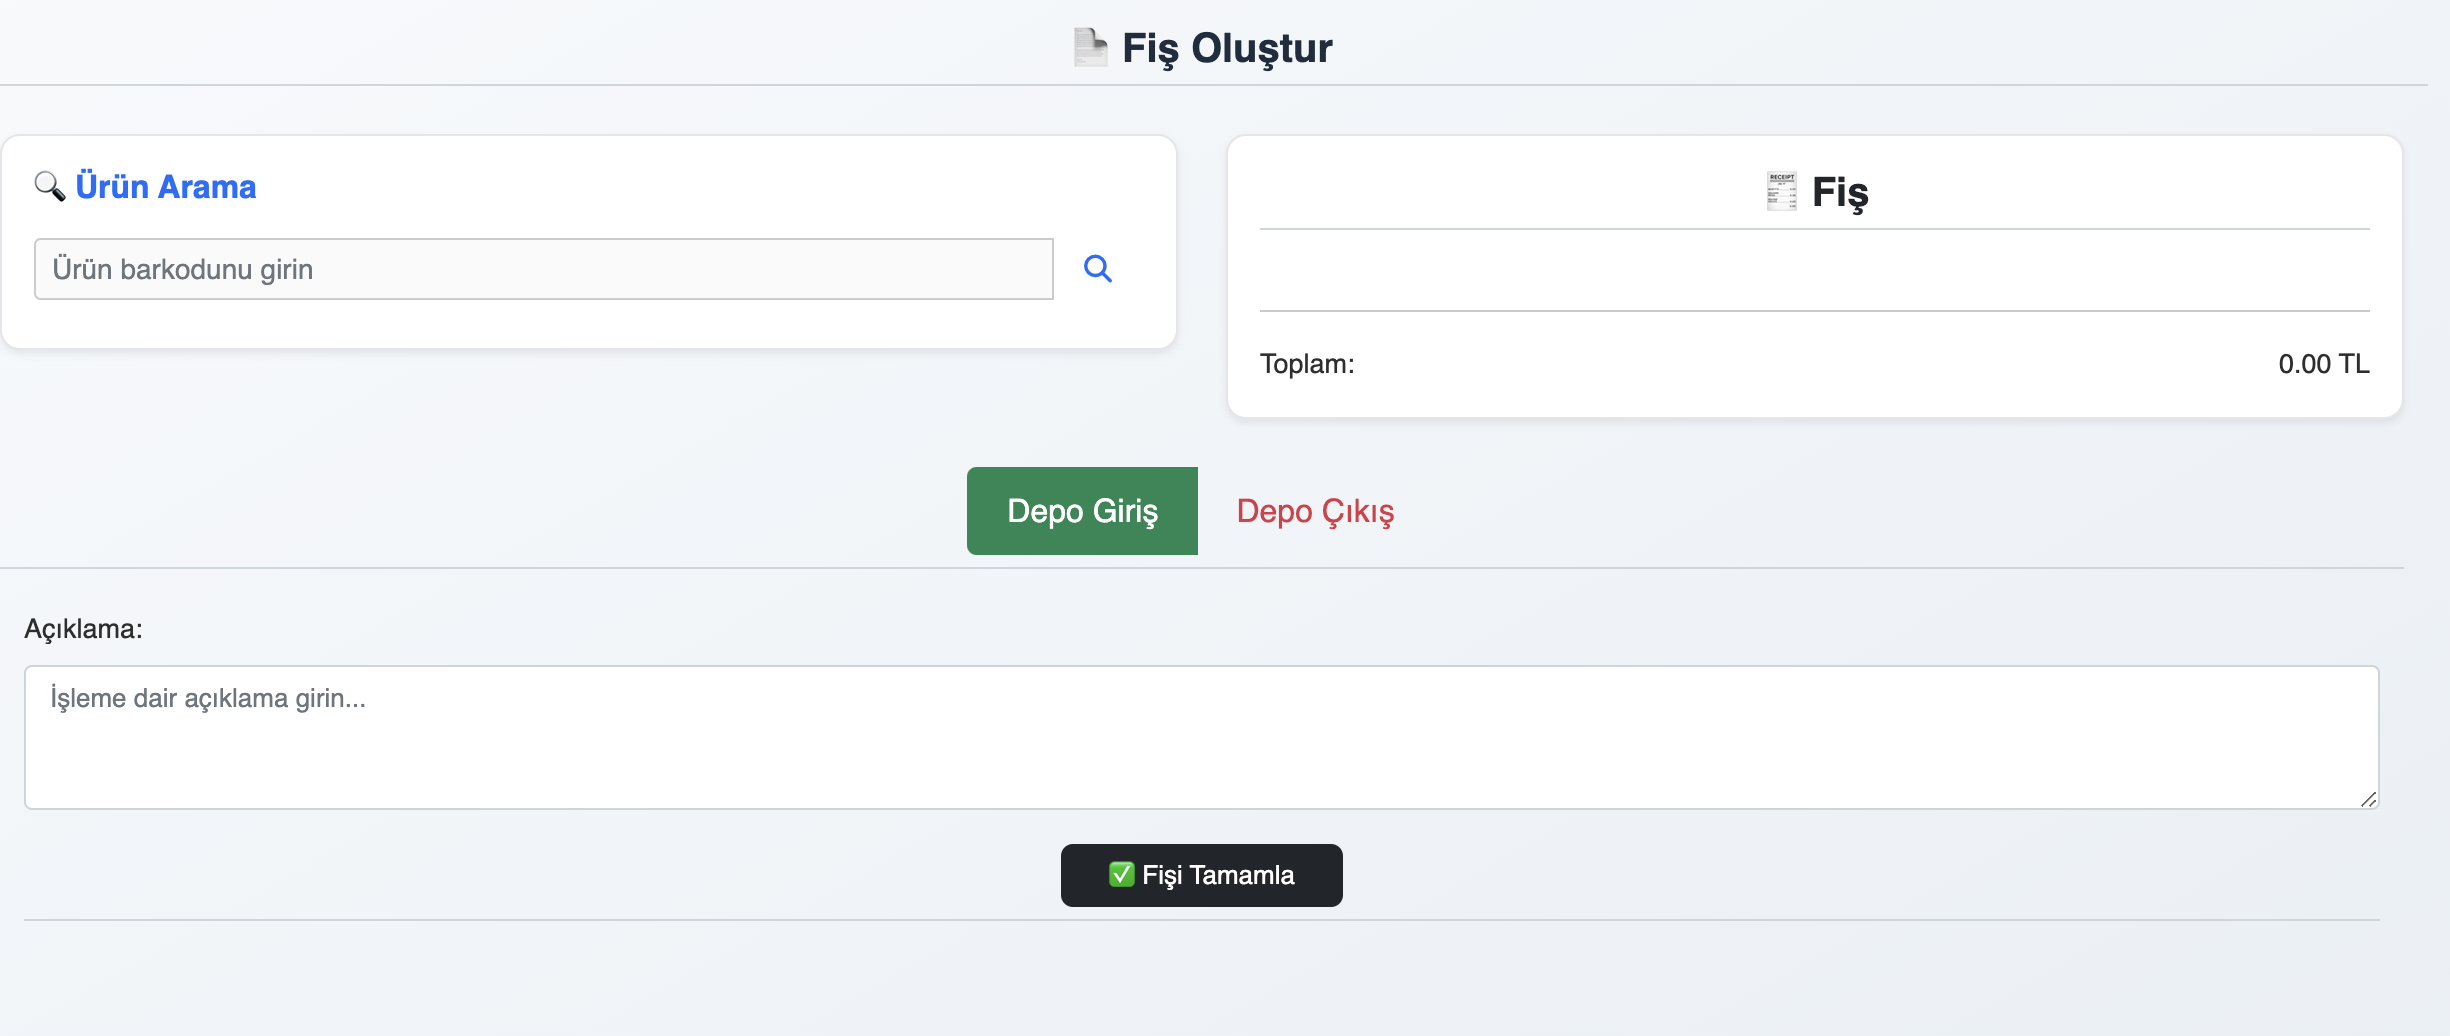 Fiş Oluştur
Ürün Arama
Ürün barkodunu girin
RECEIPT
Fiş
Toplam:
0.00 TL
Depo Giriş
Depo Çıkış
Açıklama:
İşleme dair açıklama girin...
Fişi Tamamla